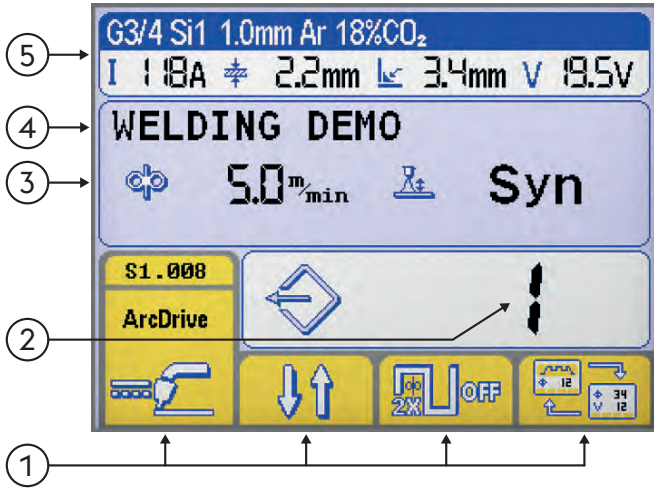 G3/4 Si1 1.0mm Ar 18%CO₂
5
I 118A 2.2mm 3.4mm V 19.5V
4
WELDING DEMO
3
5.0 m/min Syn
S1.008
1
ArcDrive
2
2X OFF
12
34
V 12
1